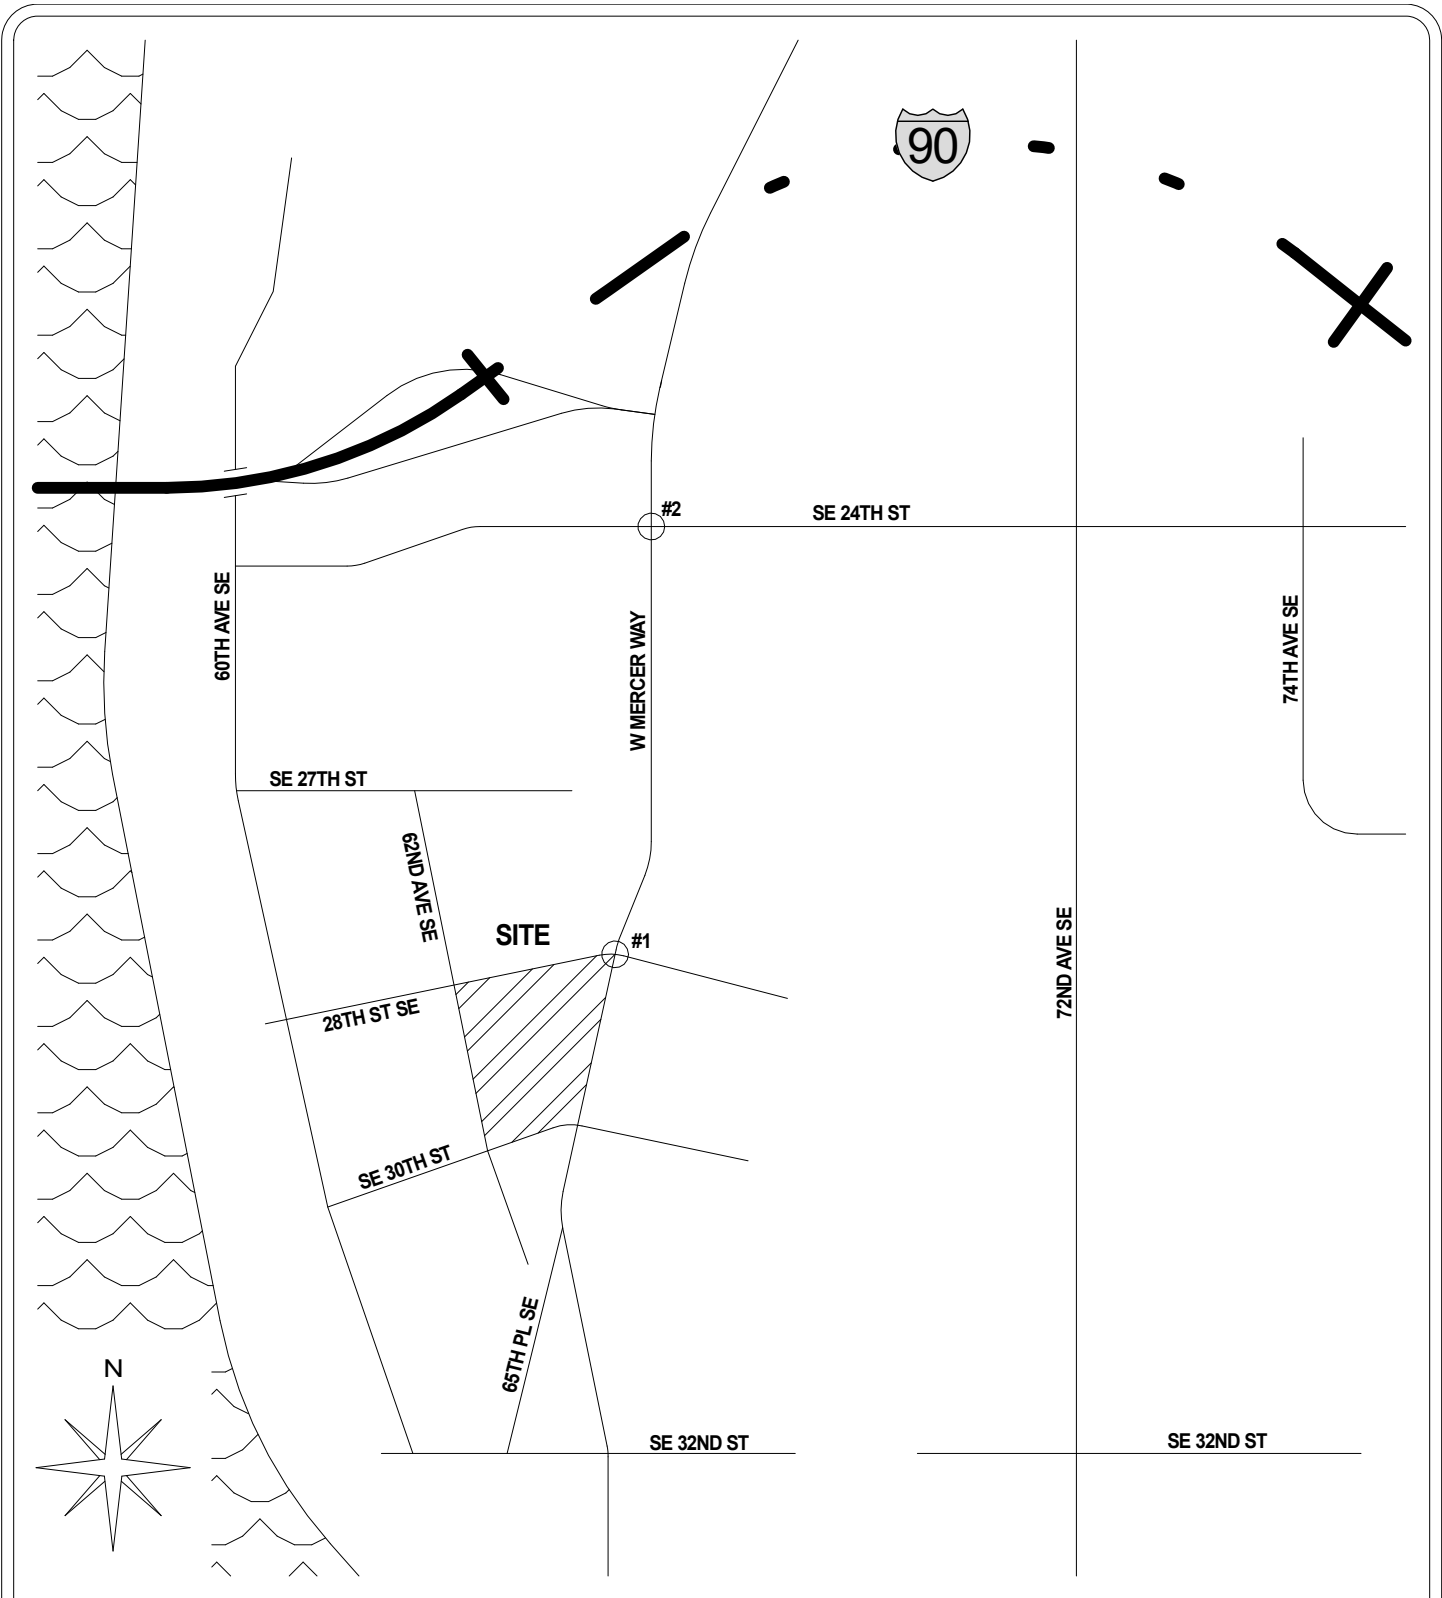 90
#2
SE 24TH ST
60TH AVE SE
W MERCER WAY
74TH AVE SE
SE 27TH ST
62ND AVE SE
SITE
#1
72ND AVE SE
28TH ST SE
SE 30TH ST
65TH PL SE
N
SE 32ND ST
SE 32ND ST